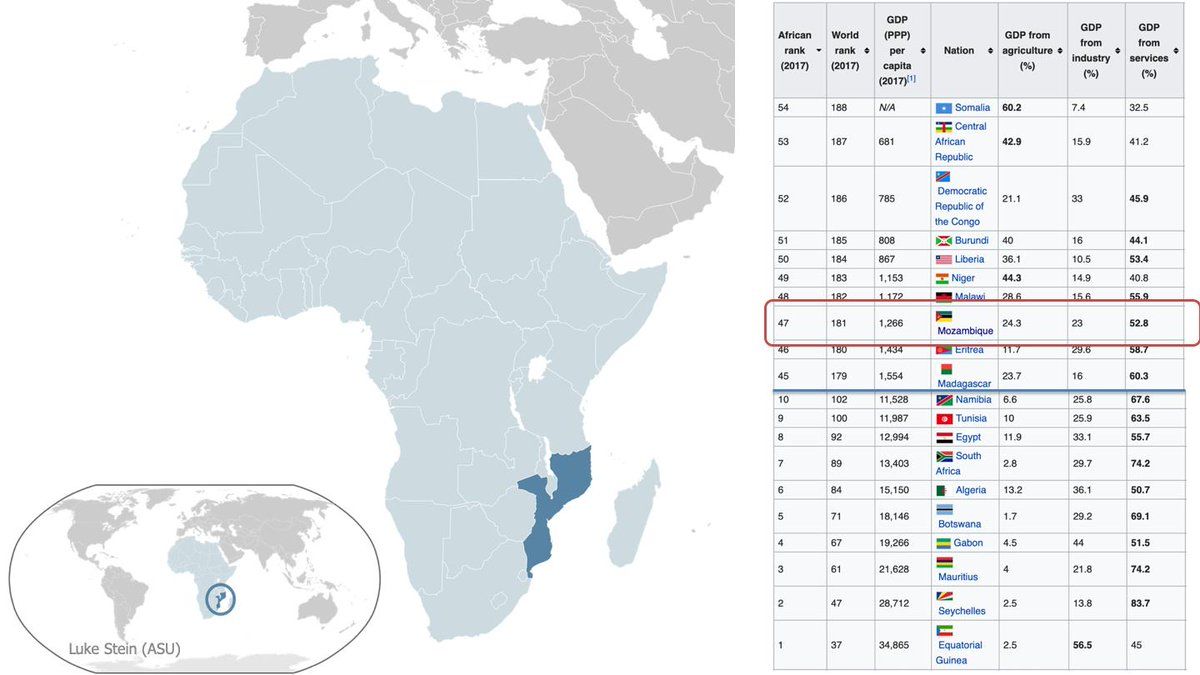 African rank (2017) World rank (2017) GDP (PPP) per capita (2017)[1] Nation GDP from agriculture (%) GDP from industry (%) GDP from services (%)
54 188 N/A Somalia 60.2 7.4 32.5
53 187 681 Central African Republic 42.9 15.9 41.2
52 186 785 Democratic Republic of the Congo 21.1 33 45.9
51 185 808 Burundi 40 16 44.1
50 184 867 Liberia 36.1 10.5 53.4
49 183 1,153 Niger 44.3 14.9 40.8
48 182 1,172 Malawi 28.6 15.6 55.9
47 181 1,266 Mozambique 24.3 23 52.8
46 180 1,434 Eritrea 11.7 29.6 58.7
45 179 1,554 Madagascar 23.7 16 60.3
10 102 11,528 Namibia 6.6 25.8 67.6
9 100 11,987 Tunisia 10 25.9 63.5
8 92 12,994 Egypt 11.9 33.1 55.7
7 89 13,403 South Africa 2.8 29.7 74.2
6 84 15,150 Algeria 13.2 36.1 50.7
5 71 18,146 Botswana 1.7 29.2 69.1
4 67 19,266 Gabon 4.5 44 51.5
3 61 21,628 Mauritius 4 21.8 74.2
2 47 28,712 Seychelles 2.5 13.8 83.7
1 37 34,865 Equatorial Guinea 2.5 56.5 45
Luke Stein (ASU)